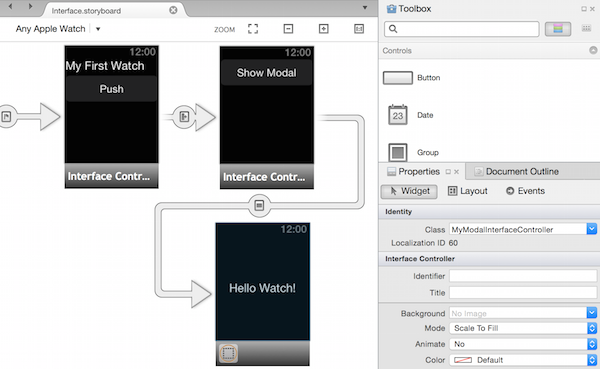 Interface.storyboard
Any Apple Watch
ZOOM
12:00
My First Watch
Push
Interface Contr...
12:00
Show Modal
Interface Contr...
12:00
Hello Watch!
Toolbox
Controls
Button
23
Date
Group
Properties
Document Outline
Widget
Layout
Events
Identity
Class MyModalInterfaceController
Localization ID 60
Interface Controller
Identifier
Title
Background No Image
Mode Scale To Fill
Animate No
Color Default